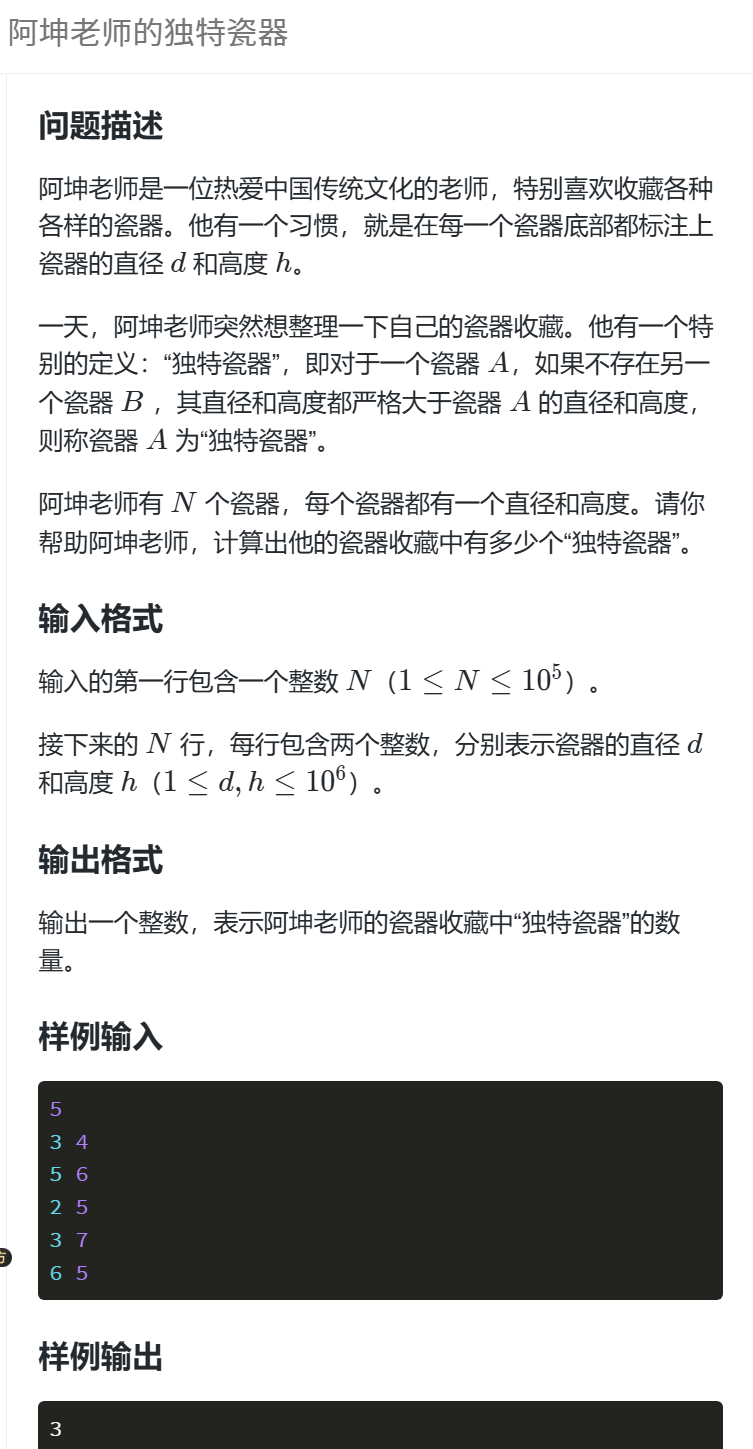 阿坤老师的独特瓷器
问题描述
阿坤老师是一位热爱中国传统文化的老师，特别喜欢收藏各种
各样的瓷器。他有一个习惯，就是在每一个瓷器底部都标注上
瓷器的直径 d 和高度 h。
一天，阿坤老师突然想整理一下自己的瓷器收藏。他有一个特
别的定义：“独特瓷器”，即对于一个瓷器 A，如果不存在另一
个瓷器 B ，其直径和高度都严格大于瓷器 A 的直径和高度，
则称瓷器 A 为“独特瓷器”。
阿坤老师有 N 个瓷器，每个瓷器都有一个直径和高度。请你
帮助阿坤老师，计算出他的瓷器收藏中有多少个“独特瓷器”。
输入格式
输入的第一行包含一个整数 N（1 ≤ N ≤ 10^5）。
接下来的 N 行，每行包含两个整数，分别表示瓷器的直径 d
和高度 h（1 ≤ d, h ≤ 10^6）。
输出格式
输出一个整数，表示阿坤老师的瓷器收藏中“独特瓷器”的数
量。
样例输入
5
3 4
5 6
2 5
3 7
6 5
样例输出
3